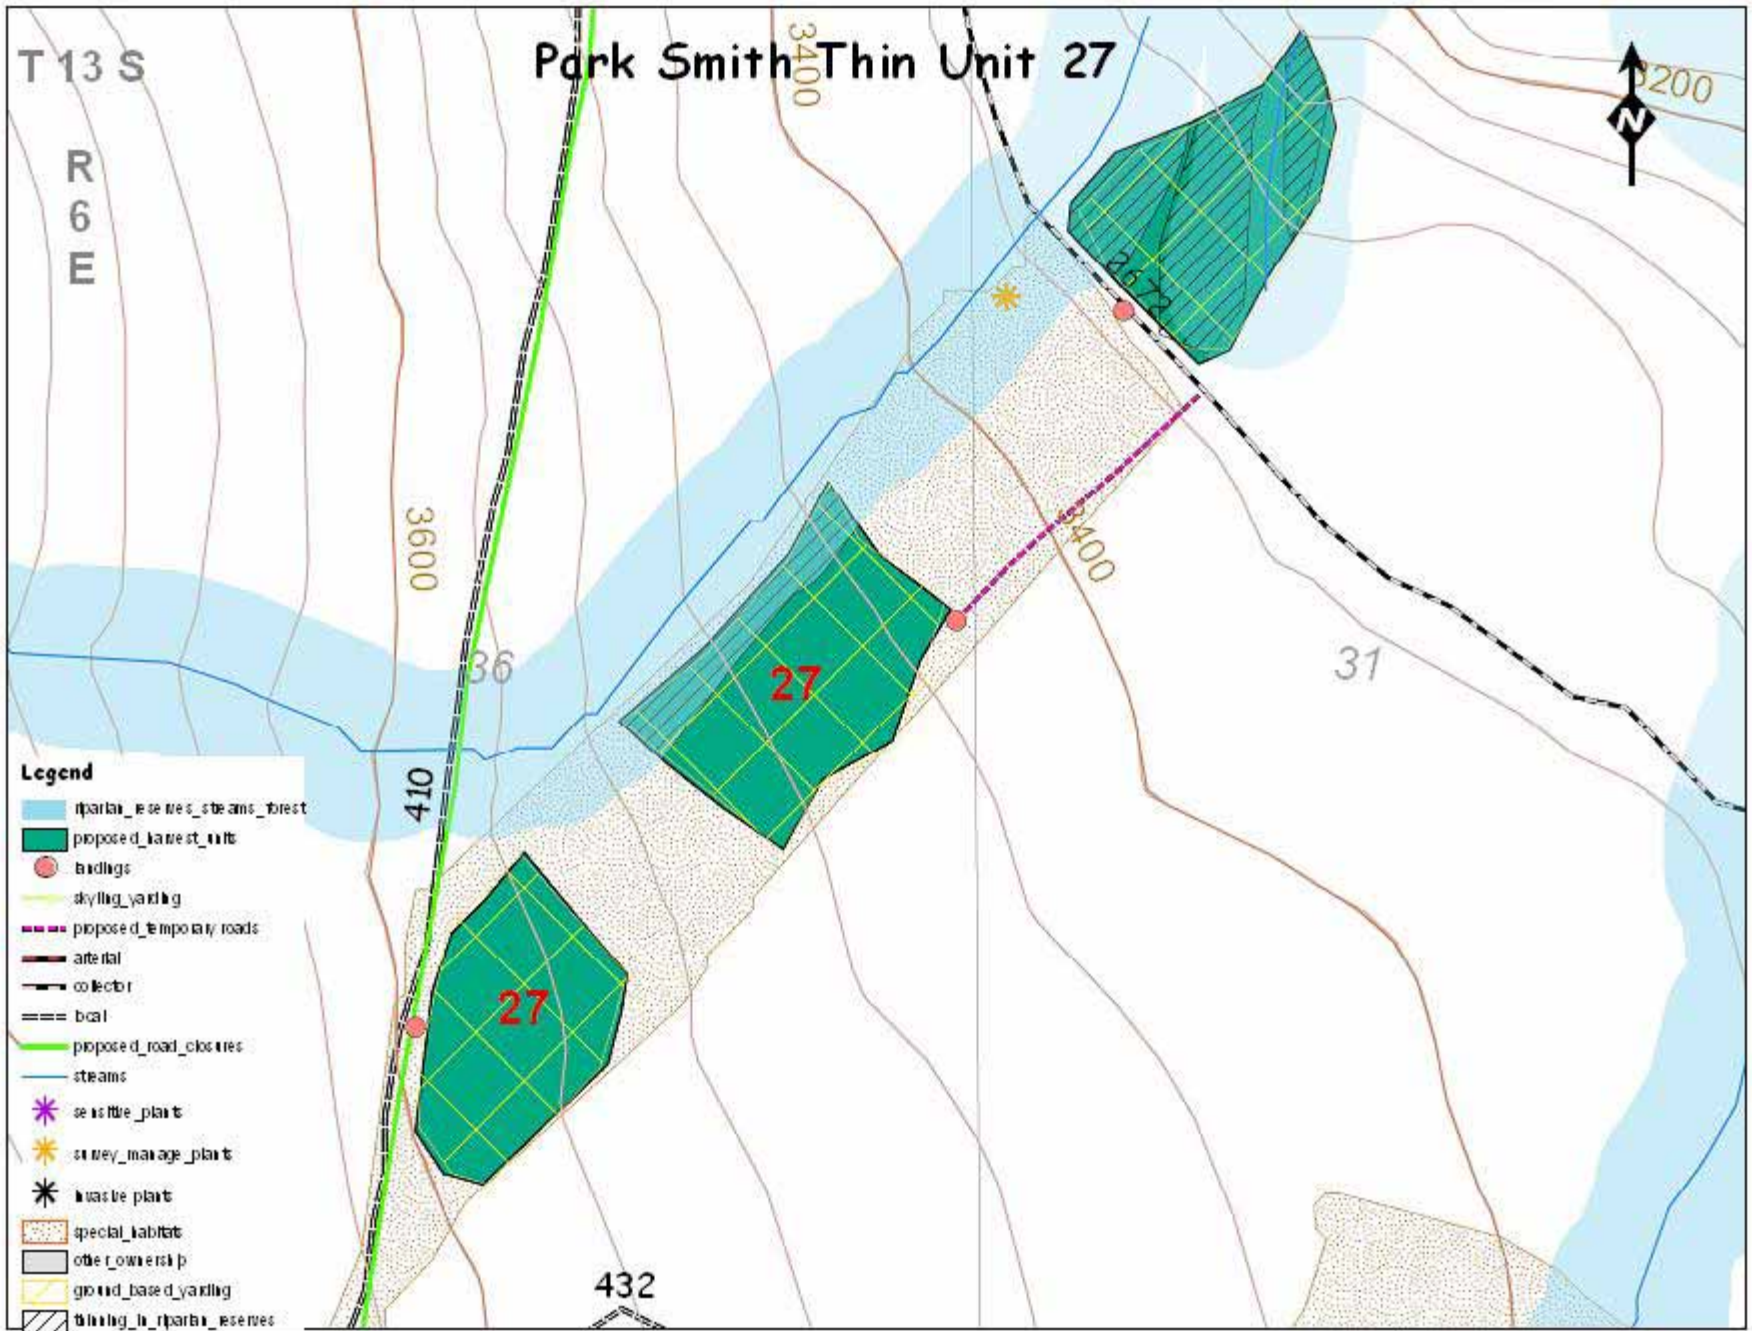 Park Smith Thin Unit 27
T 13 S
R
6
E
3400
3200
N
2672
3600
3400
36
31
27
410
27
432
Legend
riparian_reserves_streams_forest
proposed_harvest_units
landings
skyling_yarding
proposed_temporary roads
arterial
collector
local
proposed_road_closures
streams
sensitive_plants
survey_manage_plants
invasive plants
special_habitats
other_ownership
ground_based_yarding
thinning_in_riparian_reserves